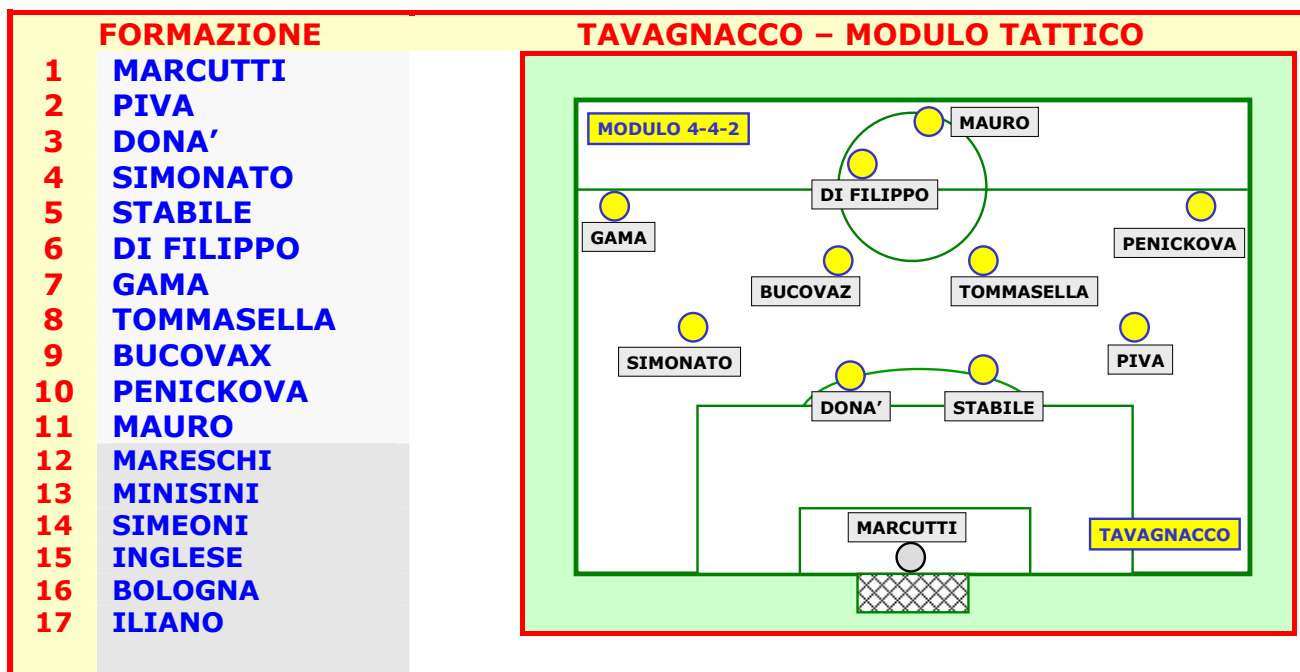 FORMAZIONE
TAVAGNACCO – MODULO TATTICO
1 MARCUTTI
2 PIVA
3 DONA’
4 SIMONATO
5 STABILE
6 DI FILIPPO
7 GAMA
8 TOMMASELLA
9 BUCOVAX
10 PENICKOVA
11 MAURO
12 MARESCHI
13 MINISINI
14 SIMEONI
15 INGLESE
16 BOLOGNA
17 ILIANO
MODULO 4-4-2
MAURO
DI FILIPPO
GAMA
PENICKOVA
BUCOVAZ
TOMMASELLA
SIMONATO
PIVA
DONA’
STABILE
MARCUTTI
TAVAGNACCO